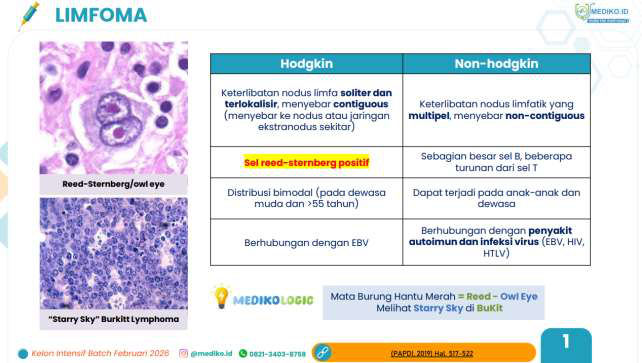 LIMFOMA
MEDIKO.ID
Reed-Sternberg/owl eye
"Starry Sky" Burkitt Lymphoma
Hodgkin
Non-hodgkin
Keterlibatan nodus limfa soliter dan
terlokalisir, menyebar contiguous
(menyebar ke nodus atau jaringan
ekstranodus sekitar)
Keterlibatan nodus limfatik yang
multipel, menyebar non-contiguous
Sel reed-sternberg positif
Sebagian besar sel B, beberapa
turunan dari sel T
Distribusi bimodal (pada dewasa
muda dan >55 tahun)
Dapat terjadi pada anak-anak dan
dewasa
Berhubungan dengan EBV
Berhubungan dengan penyakit
autoimun dan infeksi virus (EBV, HIV,
HTLV)
MEDIKOLOGIC
Mata Burung Hantu Merah = Reed - Owl Eye
Melihat Starry Sky di BuKit
Kelon Intensif Batch Februari 2026
@mediko.id
0821-3403-8758
(PAPDI, 2019) Hal. 517-522
1